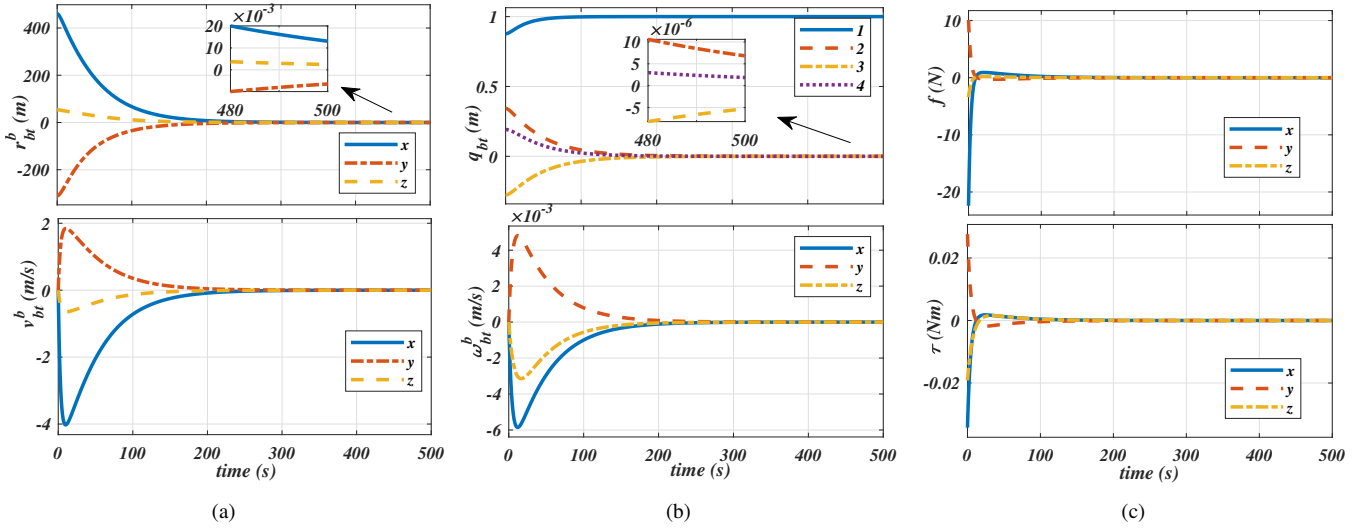 ×10⁻³
r^b_bt (m)
400
200
0
-200
20
10
0
-10
480
500
x
y
z
v^b_bt (m/s)
2
0
-2
-4
x
y
z
0 100 200 300 400 500
time (s)
(a)
q_bt (m)
1
0.5
0
×10⁻⁶
10
5
0
-5
480 500
1
2
3
4
×10⁻³
ω^b_bt (m/s)
4
2
0
-2
-4
-6
x
y
z
0 100 200 300 400 500
time (s)
(b)
f (N)
10
0
-10
-20
x
y
z
τ (Nm)
0.02
0
-0.02
x
y
z
0 100 200 300 400 500
time (s)
(c)